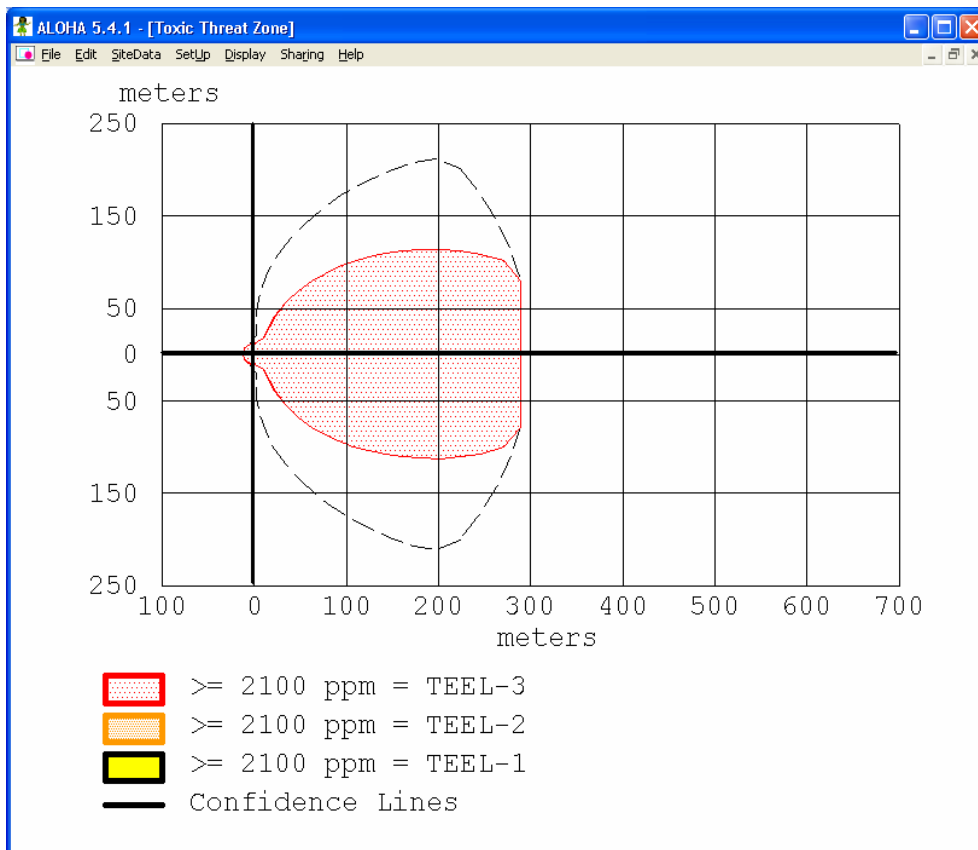 ALOHA 5.4.1 - [Toxic Threat Zone]
File Edit SiteData SetUp Display Sharing Help
meters
250
150
50
0
50
150
250
100 0 100 200 300 400 500 600 700
meters
>= 2100 ppm = TEEL-3
>= 2100 ppm = TEEL-2
>= 2100 ppm = TEEL-1
Confidence Lines